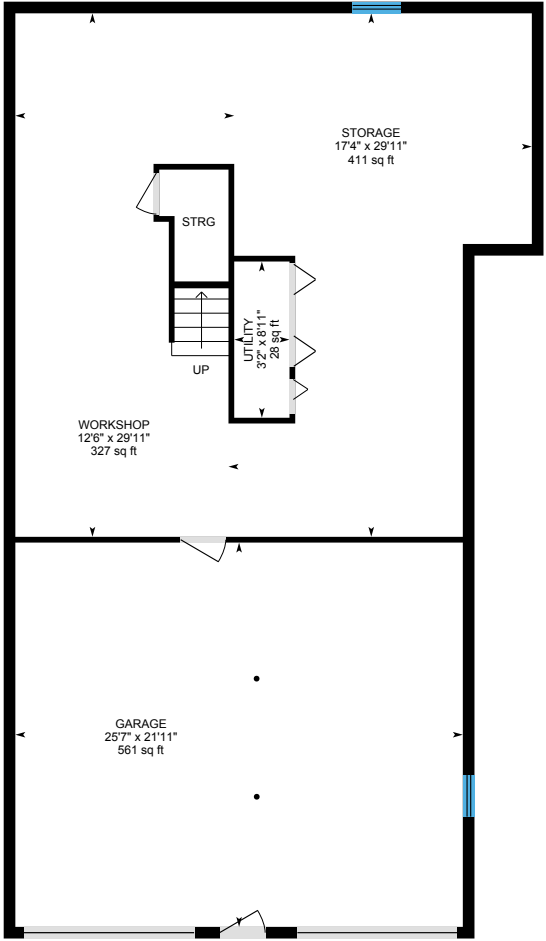 STORAGE
17'4" x 29'11"
411 sq ft
STRG
UTILITY
3'2" x 8'11"
28 sq ft
UP
WORKSHOP
12'6" x 29'11"
327 sq ft
GARAGE
25'7" x 21'11"
561 sq ft